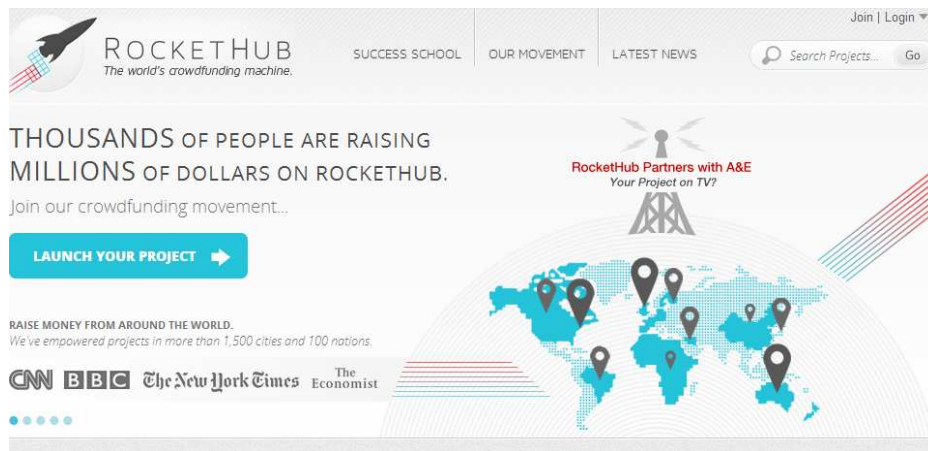 Join | Login
ROCKETHUB
The world's crowdfunding machine.
SUCCESS SCHOOL
OUR MOVEMENT
LATEST NEWS
Search Projects...
Go
THOUSANDS OF PEOPLE ARE RAISING
MILLIONS OF DOLLARS ON ROCKETHUB.
Join our crowdfunding movement...
LAUNCH YOUR PROJECT
RocketHub Partners with A&E
Your Project on TV?
RAISE MONEY FROM AROUND THE WORLD.
We've empowered projects in more than 1,500 cities and 100 nations.
CNN BBC The New York Times The Economist